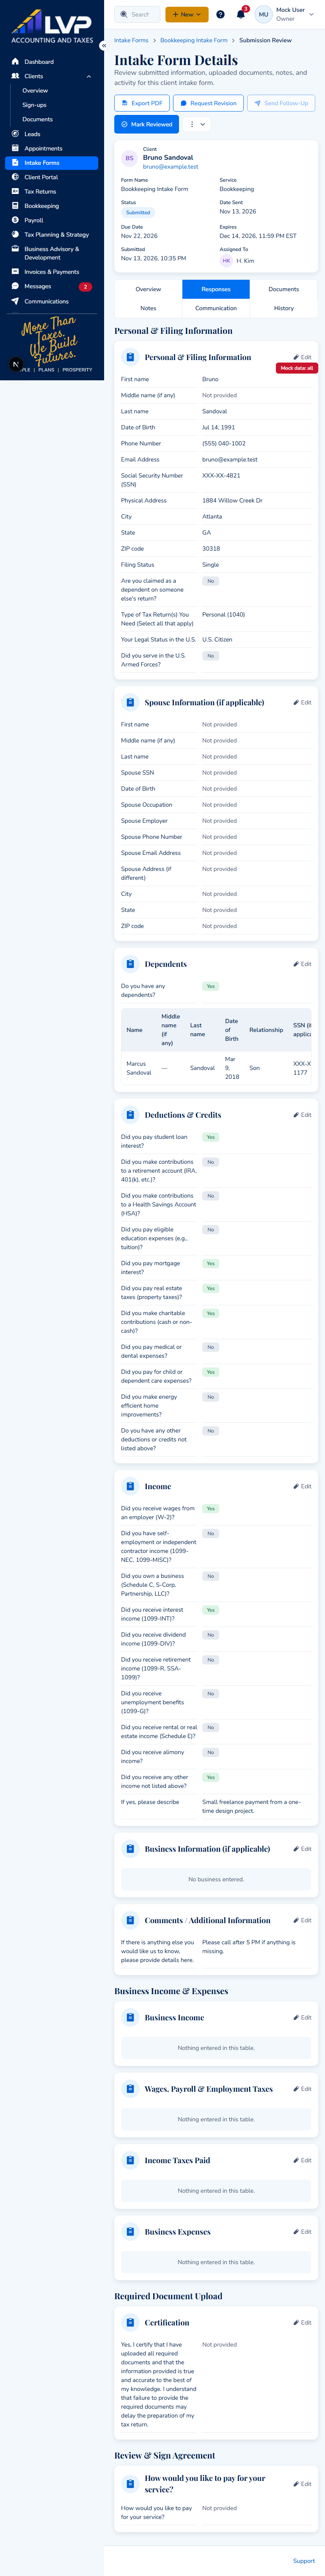 LVP
ACCOUNTING AND TAXES
Dashboard
Clients
Overview
Sign-ups
Documents
Leads
Appointments
Intake Forms
Client Portal
Tax Returns
Bookkeeping
Payroll
Tax Planning & Strategy
Business Advisory &
Development
Invoices & Payments
Messages 2
Communications
More Than
Taxes.
We Build
Futures.
PLE | PLANS | PROSPERITY
N
Search
New
3
MU
Mock User
Owner
Intake Forms > Bookkeeping Intake Form > Submission Review
Intake Form Details
Review submitted information, uploaded documents, notes, and
activity for this client intake form.
Export PDF
Request Revision
Send Follow-Up
Mark Reviewed
BS
Client
Bruno Sandoval
bruno@example.test
Form Name
Bookkeeping Intake Form
Service
Bookkeeping
Status
Submitted
Date Sent
Nov 13, 2026
Due Date
Nov 22, 2026
Expires
Dec 14, 2026, 11:59 PM EST
Submitted
Nov 13, 2026, 10:35 PM
Assigned To
HK H. Kim
Overview
Responses
Documents
Notes
Communication
History
Personal & Filing Information
Personal & Filing Information
Edit
Mock data: all
First name Bruno
Middle name (if any) Not provided
Last name Sandoval
Date of Birth Jul 14, 1991
Phone Number (555) 040-1002
Email Address bruno@example.test
Social Security Number
(SSN)
XXX-XX-4821
Physical Address 1884 Willow Creek Dr
City Atlanta
State GA
ZIP code 30318
Filing Status Single
Are you claimed as a
dependent on someone
else's return?
No
Type of Tax Return(s) You
Need (Select all that apply)
Personal (1040)
Your Legal Status in the U.S. U.S. Citizen
Did you serve in the U.S.
Armed Forces?
No
Spouse Information (if applicable)
Edit
First name Not provided
Middle name (if any) Not provided
Last name Not provided
Spouse SSN Not provided
Date of Birth Not provided
Spouse Occupation Not provided
Spouse Employer Not provided
Spouse Phone Number Not provided
Spouse Email Address Not provided
Spouse Address (if
different)
Not provided
City Not provided
State Not provided
ZIP code Not provided
Dependents
Edit
Do you have any
dependents?
Yes
Name
Middle
name
(if
any)
Last
name
Date
of
Birth
Relationship
SSN (if
applica
Marcus
Sandoval
—
Sandoval
Mar
9,
2018
Son
XXX-X
1177
Deductions & Credits
Edit
Did you pay student loan
interest?
Yes
Did you make contributions
to a retirement account (IRA,
401(k), etc.)?
No
Did you make contributions
to a Health Savings Account
(HSA)?
No
Did you pay eligible
education expenses (e.g.,
tuition)?
No
Did you pay mortgage
interest?
Yes
Did you pay real estate
taxes (property taxes)?
Yes
Did you make charitable
contributions (cash or non-
cash)?
Yes
Did you pay medical or
dental expenses?
No
Did you pay for child or
dependent care expenses?
Yes
Did you make energy
efficient home
improvements?
No
Do you have any other
deductions or credits not
listed above?
No
Income
Edit
Did you receive wages from
an employer (W-2)?
Yes
Did you have self-
employment or independent
contractor income (1099-
NEC, 1099-MISC)?
No
Did you own a business
(Schedule C, S-Corp,
Partnership, LLC)?
No
Did you receive interest
income (1099-INT)?
Yes
Did you receive dividend
income (1099-DIV)?
No
Did you receive retirement
income (1099-R, SSA-
1099)?
No
Did you receive
unemployment benefits
(1099-G)?
No
Did you receive rental or real
estate income (Schedule E)?
No
Did you receive alimony
income?
No
Did you receive any other
income not listed above?
Yes
If yes, please describe
Small freelance payment from a one-
time design project.
Business Information (if applicable)
Edit
No business entered.
Comments / Additional Information
Edit
If there is anything else you
would like us to know,
please provide details here.
Please call after 5 PM if anything is
missing.
Business Income & Expenses
Business Income
Edit
Nothing entered in this table.
Wages, Payroll & Employment Taxes
Edit
Nothing entered in this table.
Income Taxes Paid
Edit
Nothing entered in this table.
Business Expenses
Edit
Nothing entered in this table.
Required Document Upload
Certification
Edit
Yes, I certify that I have
uploaded all required
documents and that the
information provided is true
and accurate to the best of
my knowledge. I understand
that failure to provide the
required documents may
delay the preparation of my
tax return.
Not provided
Review & Sign Agreement
How would you like to pay for your
service?
Edit
How would you like to pay
for your service?
Not provided
Support